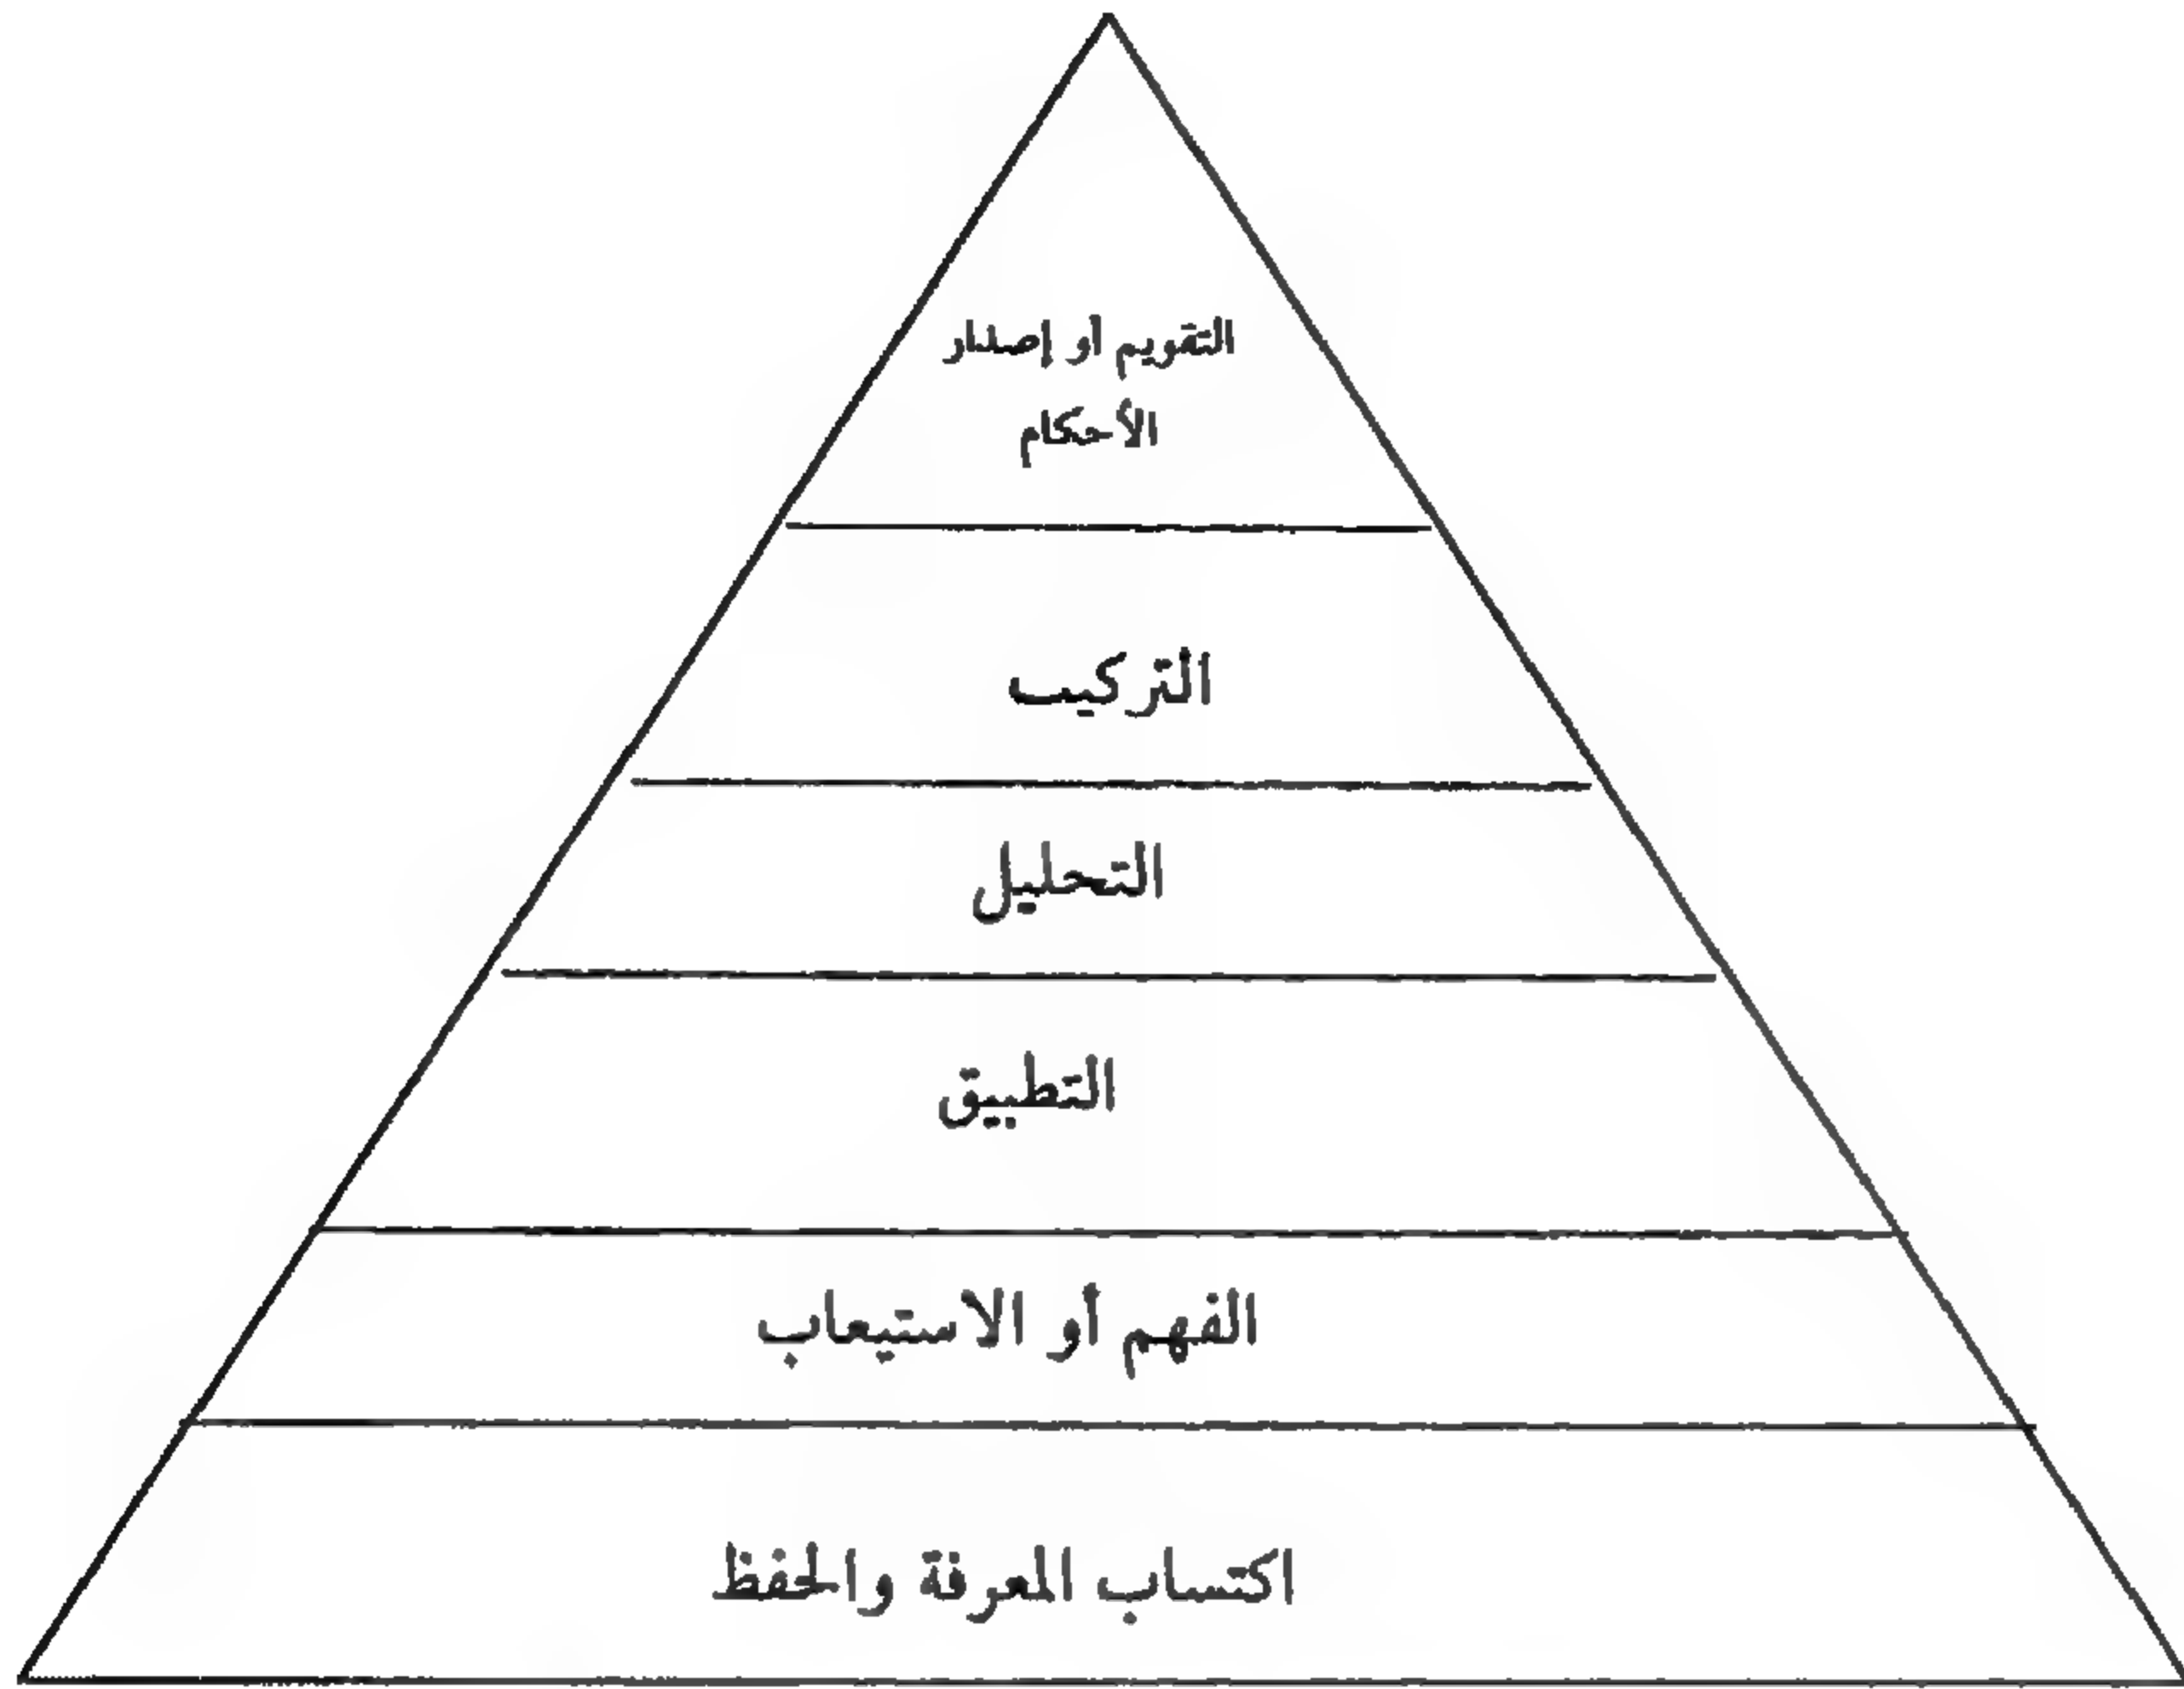 التقويم أو إصدار
الأحكام
التركيب
التحليل
التطبيق
الفهم أو الاستيعاب
اكتساب المعرفة والحفظ